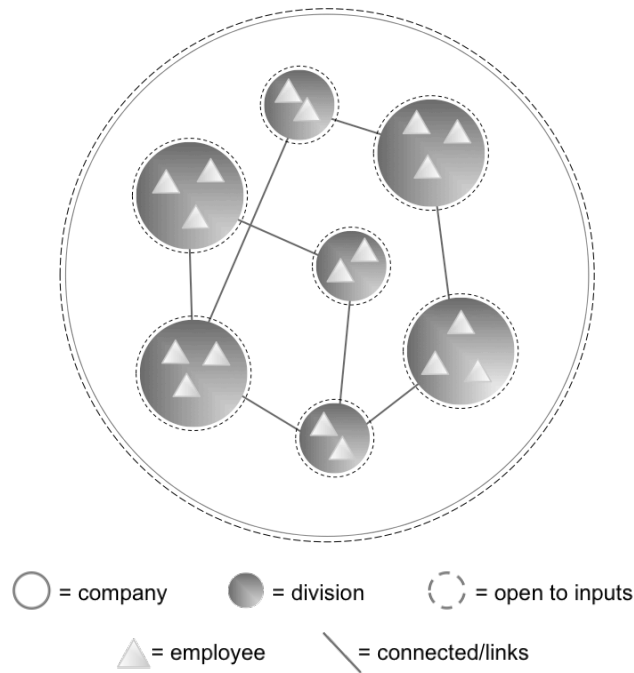 = company = division = open to inputs
= employee = connected/links